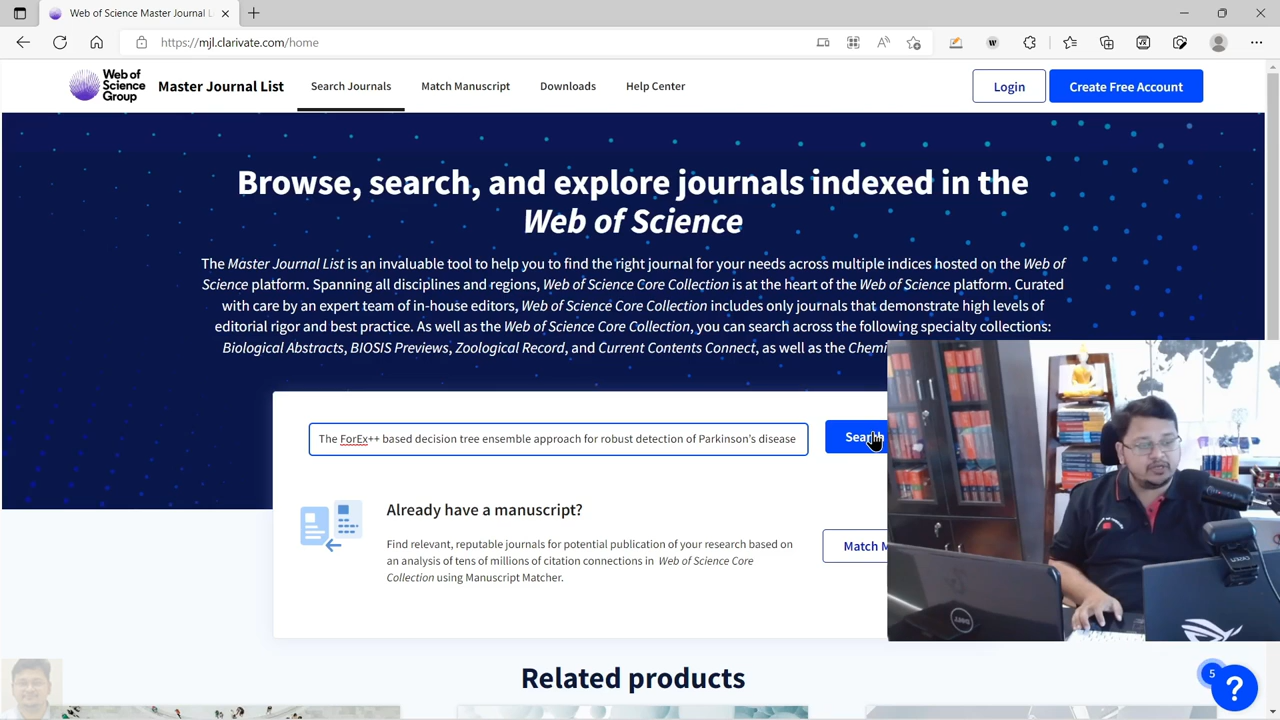 Web of Science Master Journal L
https://mjl.clarivate.com/home
Web of
Science
Group
Master Journal List
Search Journals
Match Manuscript
Downloads
Help Center
Login
Create Free Account
Browse, search, and explore journals indexed in the
Web of Science
The Master Journal List is an invaluable tool to help you to find the right journal for your needs across multiple indices hosted on the Web of
Science platform. Spanning all disciplines and regions, Web of Science Core Collection is at the heart of the Web of Science platform. Curated
with care by an expert team of in-house editors, Web of Science Core Collection includes only journals that demonstrate high levels of
editorial rigor and best practice. As well as the Web of Science Core Collection, you can search across the following specialty collections:
Biological Abstracts, BIOSIS Previews, Zoological Record, and Current Contents Connect, as well as the Chemi
The ForEx++ based decision tree ensemble approach for robust detection of Parkinson's disease
Search
Already have a manuscript?
Find relevant, reputable journals for potential publication of your research based on
an analysis of tens of millions of citation connections in Web of Science Core
Collection using Manuscript Matcher.
Match M
DELL
Related products
5
?